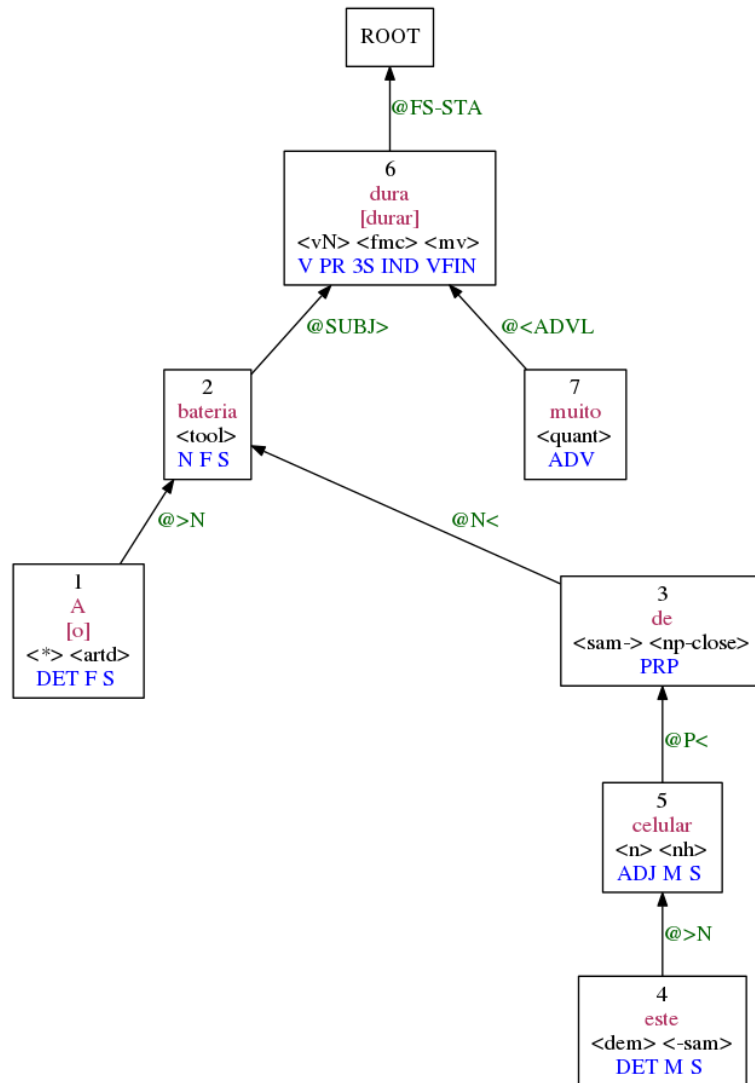 ROOT
@FS-STA
6
dura
[durar]
<vN> <fmc> <mv>
V PR 3S IND VFIN
@SUBJ>
@<ADVL
2
bateria
<tool>
N F S
7
muito
<quant>
ADV
@>N
@N<
1
A
[o]
<*> <artd>
DET F S
3
de
<sam-> <np-close>
PRP
@P<
5
celular
<n> <nh>
ADJ M S
@>N
4
este
<dem> <-sam>
DET M S